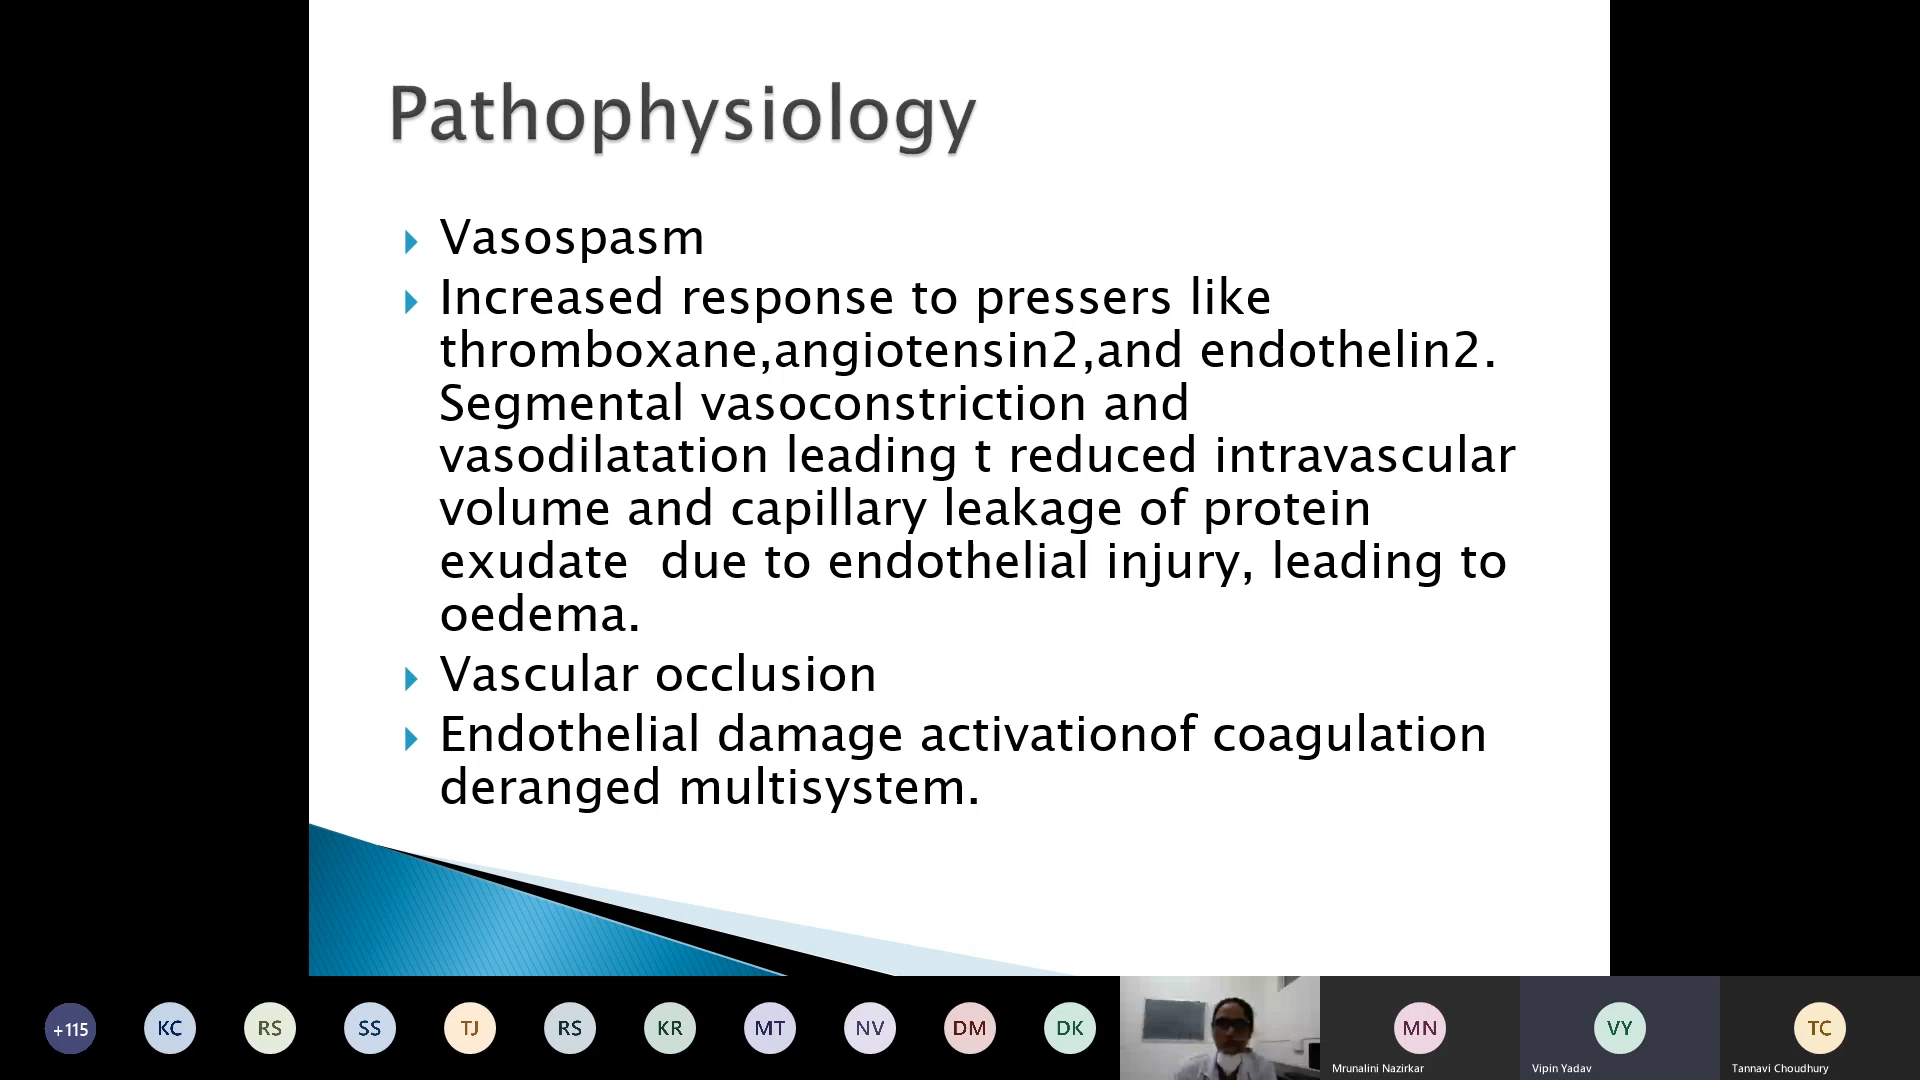 Pathophysiology
Vasospasm
Increased response to pressers like
thromboxane,angiotensin2,and endothelin2.
Segmental vasoconstriction and
vasodilatation leading t reduced intravascular
volume and capillary leakage of protein
exudate  due to endothelial injury, leading to
oedema.
Vascular occlusion
Endothelial damage activationof coagulation
deranged multisystem.
+115
KC
RS
SS
TJ
RS
KR
MT
NV
DM
DK
MN
VY
TC
Mrunalini Nazirkar
Vipin Yadav
Tannavi Choudhury